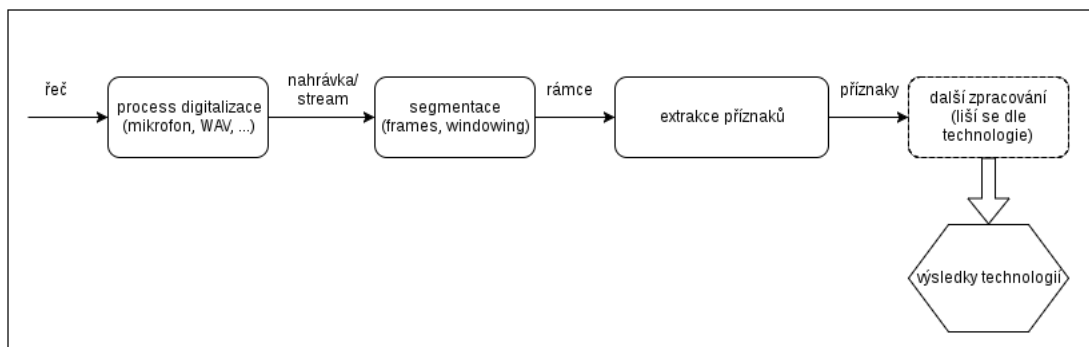 řeč
process digitalizace
(mikrofon, WAV, ...)
nahrávka/
stream
segmentace
(frames, windowing)
rámce
extrakce příznaků
příznaky
další zpracování
(liší se dle
technologie)
výsledky technologií